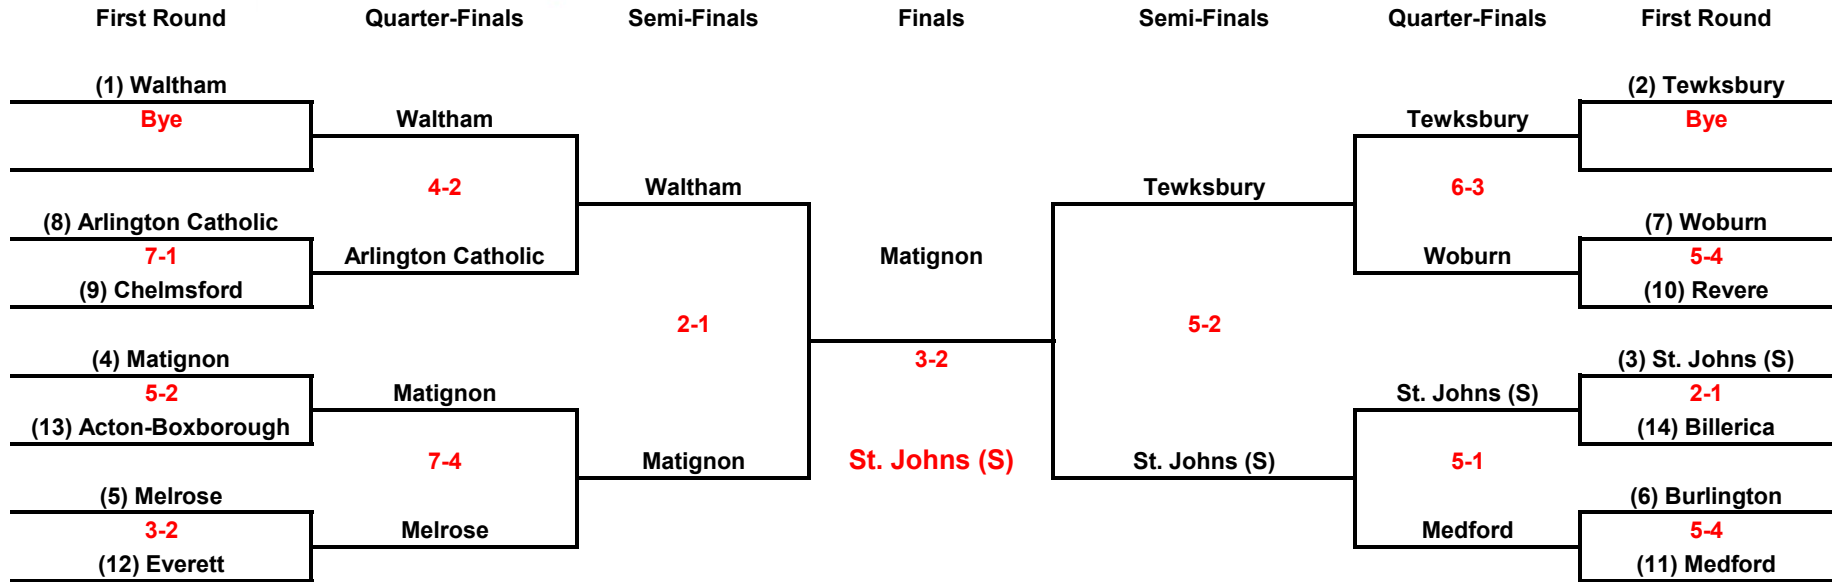 First Round Quarter-Finals Semi-Finals Finals Semi-Finals Quarter-Finals First Round
(1) Waltham (2) Tewksbury
Bye Waltham Tewksbury Bye
4-2 Waltham Tewksbury 6-3
(8) Arlington Catholic (7) Woburn
7-1 Arlington Catholic Matignon Woburn 5-4
(9) Chelmsford (10) Revere
2-1 5-2
(4) Matignon 3-2 (3) St. Johns (S)
5-2 Matignon St. Johns (S) 2-1
(13) Acton-Boxborough (14) Billerica
7-4 Matignon St. Johns (S) St. Johns (S) 5-1
(5) Melrose (6) Burlington
3-2 Melrose Medford 5-4
(12) Everett (11) Medford